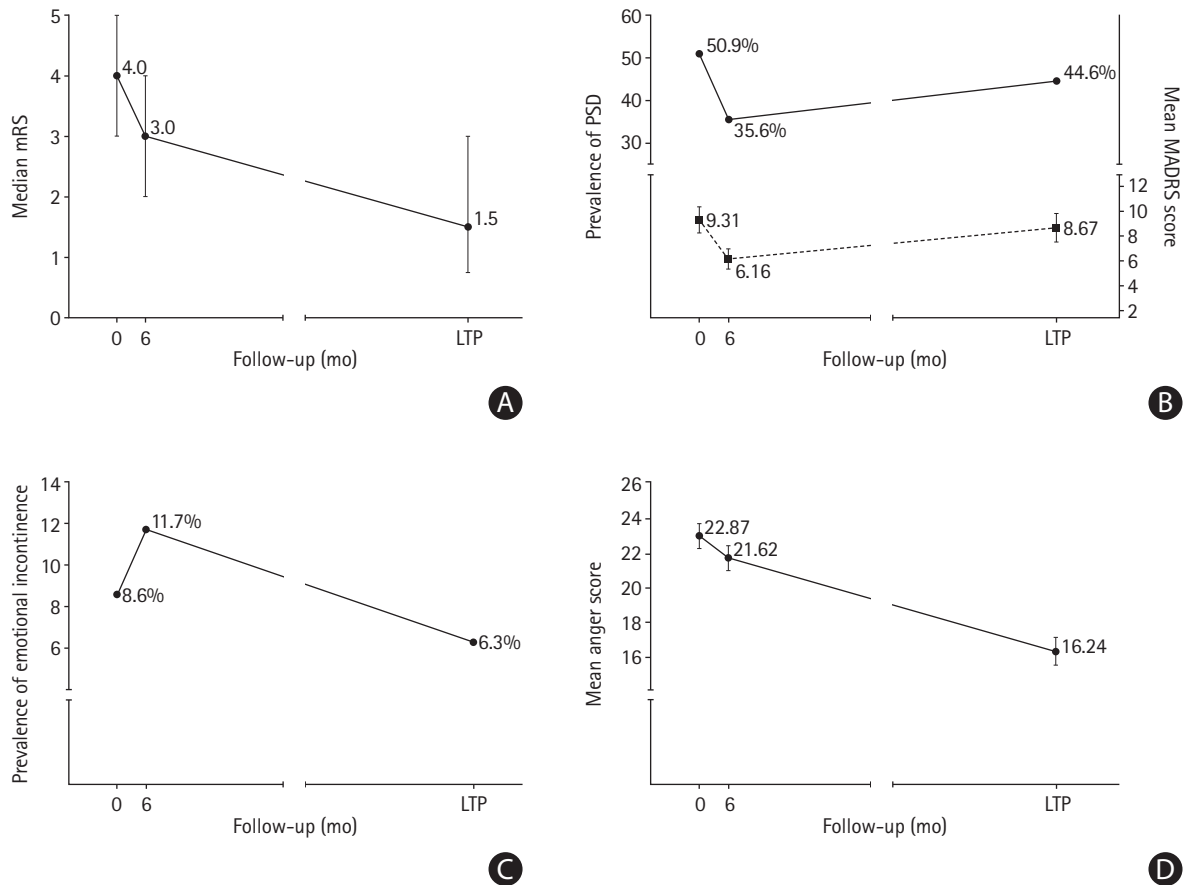 5
4
3
2
1
0
Median mRS
4.0
3.0
1.5
0 6 LTP
Follow-up (mo)
A
60
50
40
30
Prevalence of PSD
50.9%
35.6%
44.6%
9.31
6.16
8.67
12
10
8
6
4
2
Mean MADRS
score
0 6 LTP
Follow-up (mo)
B
14
12
10
8
6
Prevalence of emotional incontinence
8.6%
11.7%
6.3%
0 6 LTP
Follow-up (mo)
C
26
24
22
20
18
16
Mean anger score
22.87
21.62
16.24
0 6 LTP
Follow-up (mo)
D